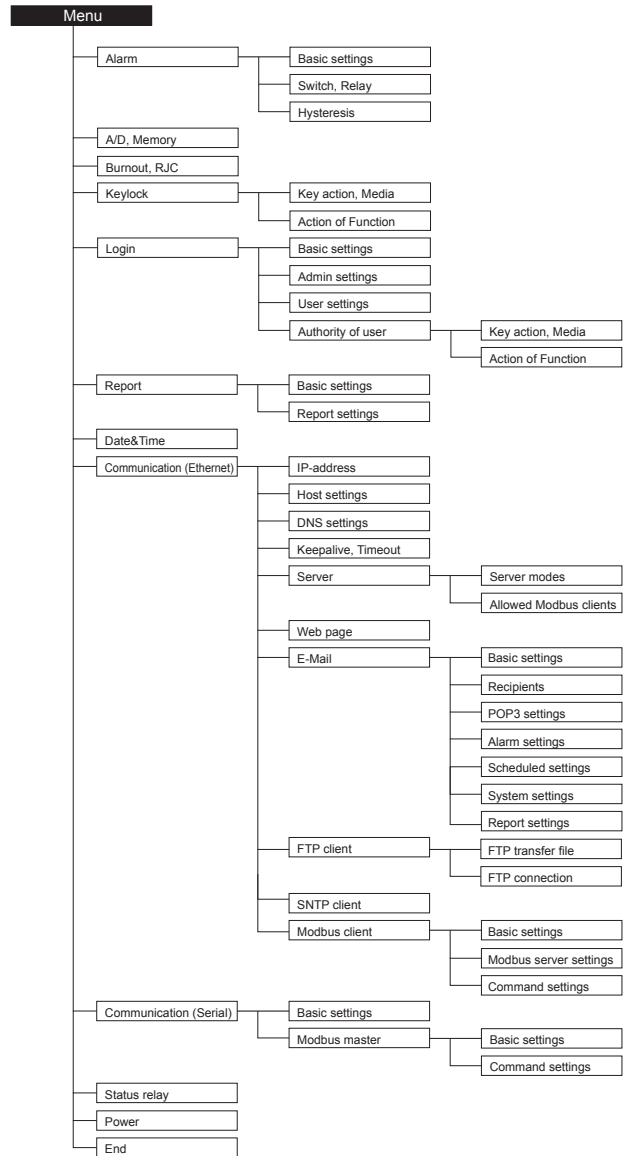 Menu
Alarm
Basic settings
Switch, Relay
Hysteresis
A/D, Memory
Burnout, RJC
Keylock
Key action, Media
Action of Function
Login
Basic settings
Admin settings
User settings
Authority of user
Key action, Media
Action of Function
Report
Basic settings
Report settings
Date&Time
Communication (Ethernet)
IP-address
Host settings
DNS settings
Keepalive, Timeout
Server
Server modes
Allowed Modbus clients
Web page
E-Mail
Basic settings
Recipients
POP3 settings
Alarm settings
Scheduled settings
System settings
Report settings
FTP client
FTP transfer file
FTP connection
SNTP client
Modbus client
Basic settings
Modbus server settings
Command settings
Communication (Serial)
Basic settings
Modbus master
Basic settings
Command settings
Status relay
Power
End